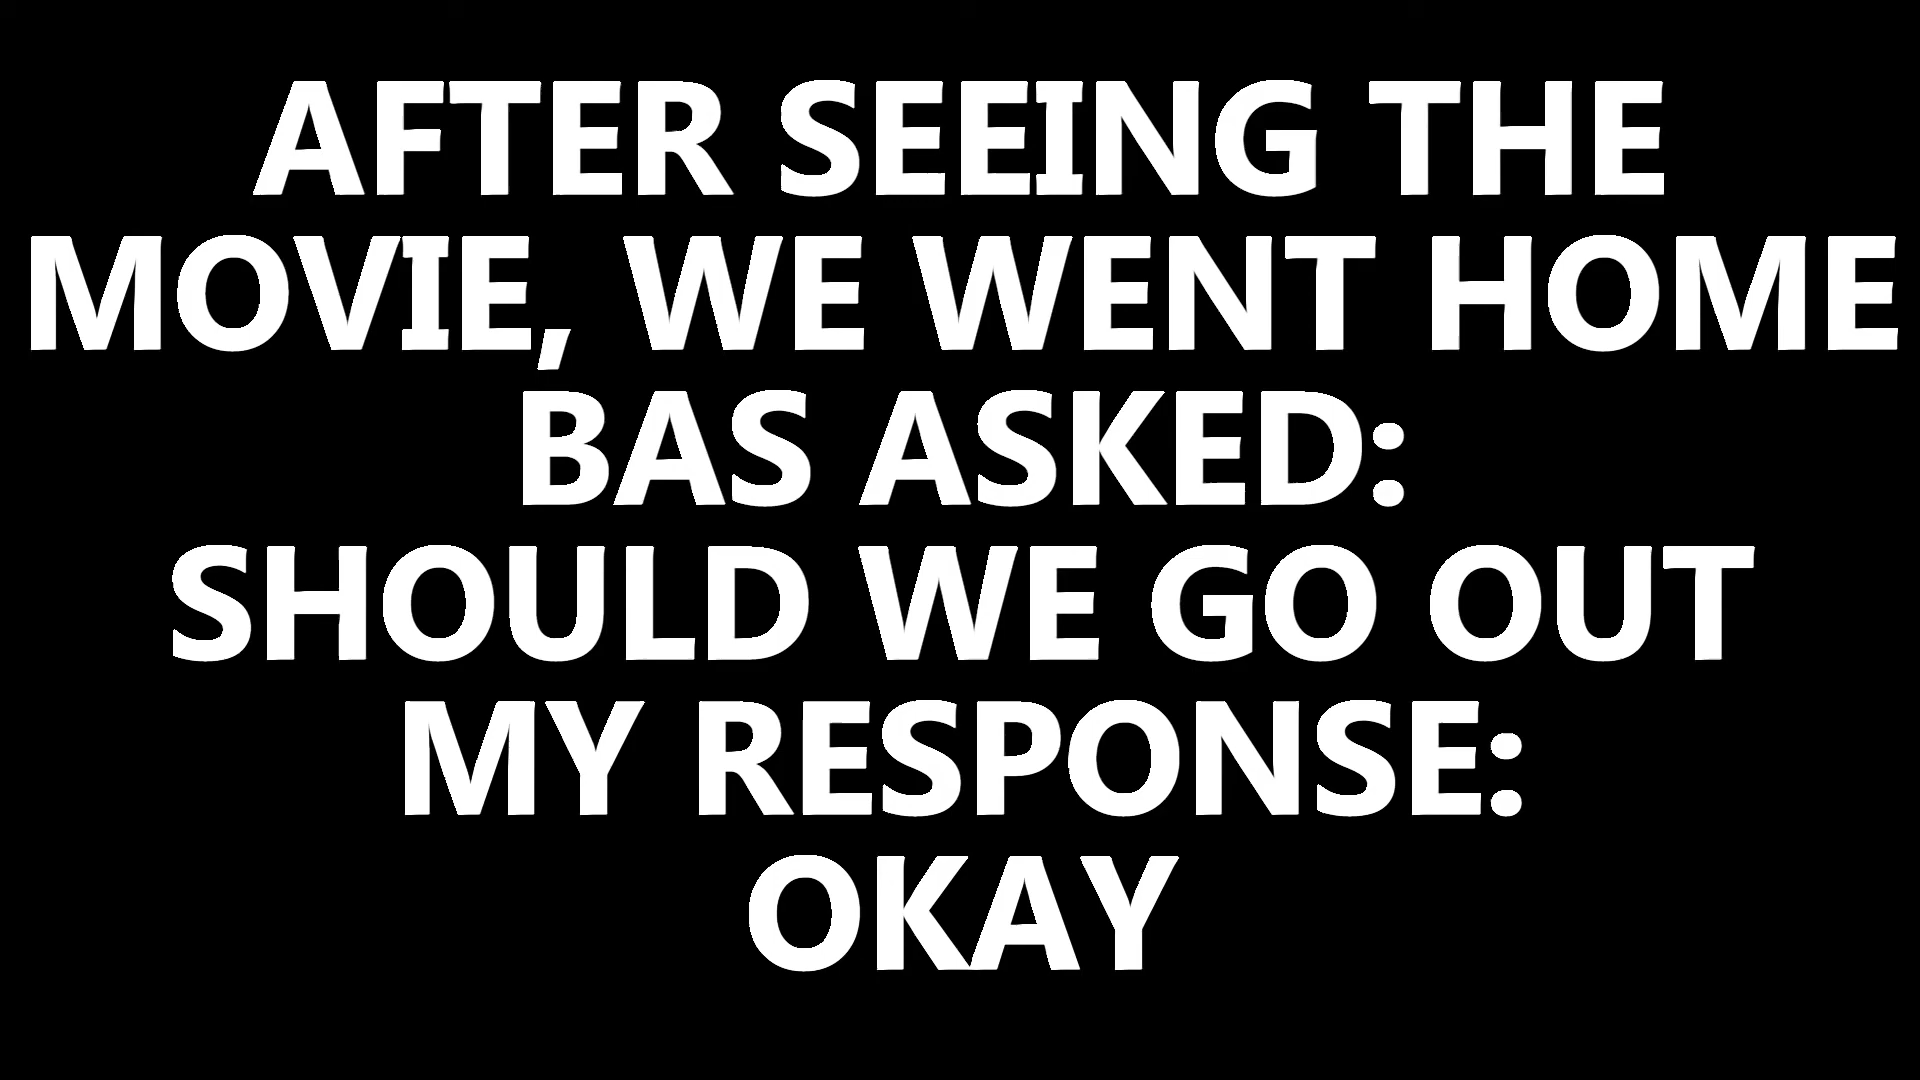 AFTER SEEING THE
MOVIE, WE WENT HOME
BAS ASKED:
SHOULD WE GO OUT
MY RESPONSE:
OKAY